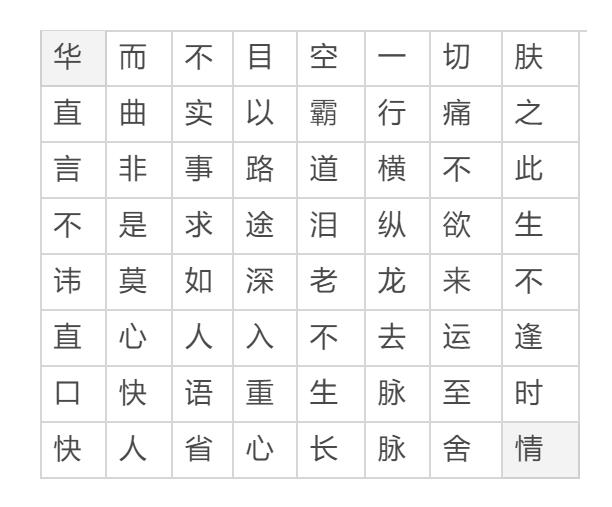 华 而 不 目 空 一 切 肤
直 曲 实 以 霸 行 痛 之
言 非 事 路 道 横 不 此
不 是 求 途 泪 纵 欲 生
讳 莫 如 深 老 龙 来 不
直 心 人 入 不 去 运 逢
口 快 语 重 生 脉 至 时
快 人 省 心 长 脉 舍 情